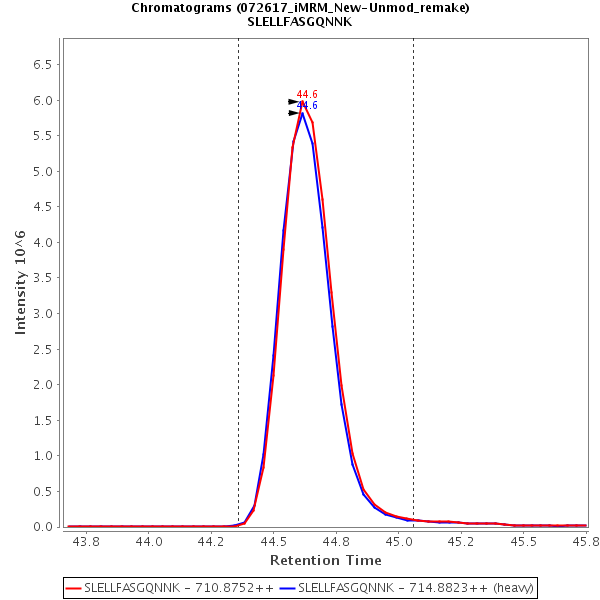 Chromatograms (072617_iMRM_New-Unmod_remake)
SLELLFASGQNNK
44.6
44.6
6.5
6.0
5.5
5.0
4.5
4.0
3.5
3.0
2.5
2.0
1.5
1.0
0.5
0.0
Intensity 10^6
43.8 44.0 44.2 44.5 44.8 45.0 45.2 45.5 45.8
Retention Time
SLELLFASGQNNK - 710.8752++ SLELLFASGQNNK - 714.8823++ (heavy)